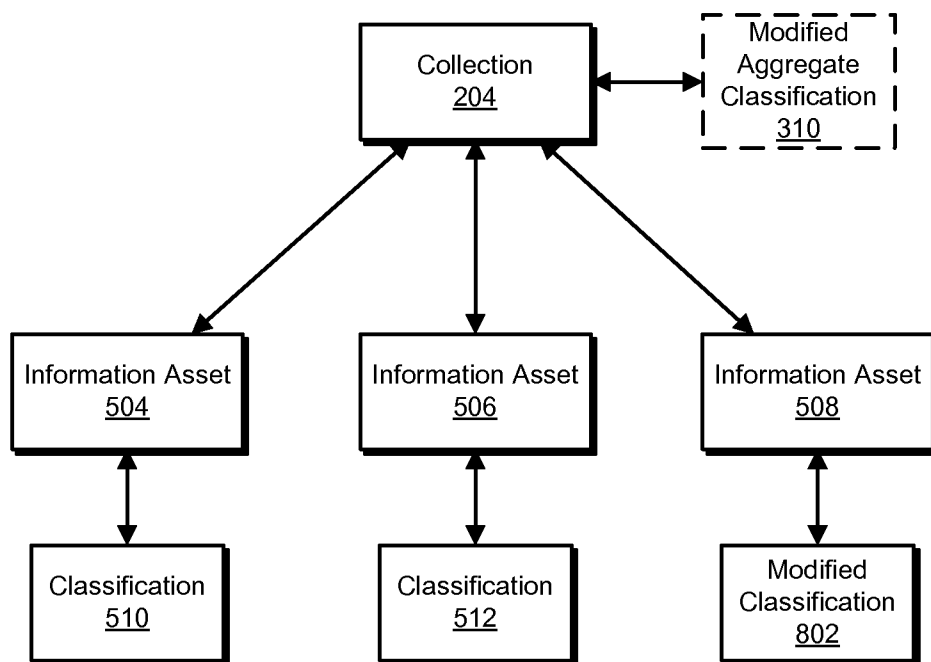 Collection
204
Modified
Aggregate
Classification
310
Information Asset
504
Information Asset
506
Information Asset
508
Classification
510
Classification
512
Modified
Classification
802